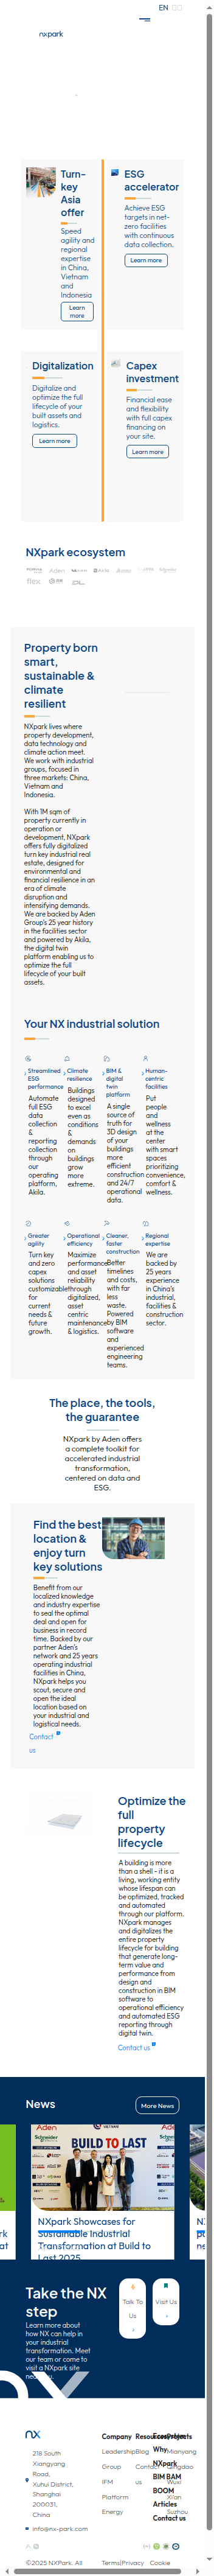 EN
nxpark
Turn-
key
Asia
offer
Speed
agility and
regional
expertise
in China,
Vietnam
and
Indonesia
Learn
more
ESG
accelerator
Achieve ESG
targets in net-
zero facilities
with continuous
data collection.
Learn more
Digitalization
Digitalize and
optimize the full
lifecycle of your
built assets and
logistics.
Learn more
Capex
investment
Financial ease
and flexibility
with full capex
financing on
your site.
Learn more
NXpark ecosystem
Aden
Akila
flex
Property born
smart,
sustainable &
climate
resilient
NXpark lives where
property development,
data technology and
climate action meet.
We work with industrial
groups, focused in
three markets: China,
Vietnam and
Indonesia.
With 1M sqm of
property currently in
operation or
development, NXpark
offers fully digitalized
turn key industrial real
estate, designed for
environmental and
financial resilience in an
era of climate
disruption and
intensifying demands.
We are backed by Aden
Group's 25 year history
in the facilities sector
and powered by Akila,
the digital twin
platform enabling us to
optimize the full
lifecycle of your built
assets.
Your NX industrial solution
Streamlined
ESG
performance
Automate
full ESG
data
collection
&
reporting
collection
through
our
operating
platform,
Akila.
Climate
resilience
Buildings
designed
to excel
even as
conditions
&
demands
on
buildings
grow
more
extreme.
BIM &
digital
twin
platform
A single
source of
truth for
3D design
of your
buildings
more
efficient
construction
and 24/7
operational
data.
Human-
centric
facilities
Put
people
and
wellness
at the
center
with smart
spaces
prioritizing
convenience,
comfort &
wellness.
Greater
agility
Turn key
and zero
capex
solutions
customizable
for
current
needs &
future
growth.
Operational
efficiency
Maximize
performance
and asset
reliability
through
digitalized,
asset
centric
maintenance
& logistics.
Cleaner,
faster
construction
Better
timelines
and costs,
with far
less
waste.
Powered
by BIM
software
and
experienced
engineering
teams.
Regional
expertise
We are
backed by
25 years
experience
in China's
industrial,
facilities &
construction
sector.
The place, the tools,
the guarantee
NXpark by Aden offers
a complete toolkit for
accelerated industrial
transformation,
centered on data and
ESG.
Find the best
location &
enjoy turn
key solutions
Benefit from our
localized knowledge
and industry expertise
to seal the optimal
deal and open for
business in record
time. Backed by our
partner Aden's
network and 25 years
operating industrial
facilities in China,
NXpark helps you
scout, secure and
open the ideal
location based on
your industrial and
logistical needs.
Contact
us
Optimize the
full
property
lifecycle
A building is more
than a shell - it is a
living, working entity
whose lifespan can
be optimized, tracked
and automated
through our platform.
NXpark manages
and digitalizes the
entire property
lifecycle for building
that generate long-
term value and
performance from
design and
construction in BIM
software to
operational efficiency
and automated ESG
reporting through
digital twin.
Contact us
News
More News
Aden
Schneider
BUILD TO LAST
NXpark Showcases for
Sustainable Industrial
Transformation at Build to
Last 2025
Take the NX
step
Learn more about
how NX can help in
your industrial
transformation. Meet
our team or come to
visit a NXpark site
near you.
Talk To
Us
Visit Us
218 South
Xiangyang
Road,
Xuhui District,
Shanghai
200031,
China
info@nx-park.com
Company
Leadership
Group
IFM
Platform
Energy
Resources
Blog
Contact
us
Why
NXpark
BIM BAM
BOOM
Articles
Contact us
Projects
Mianyang
Qingdao
Wuxi
Xi'an
Suzhou
©2025 NXPark. All
Terms|Privacy
Cookie